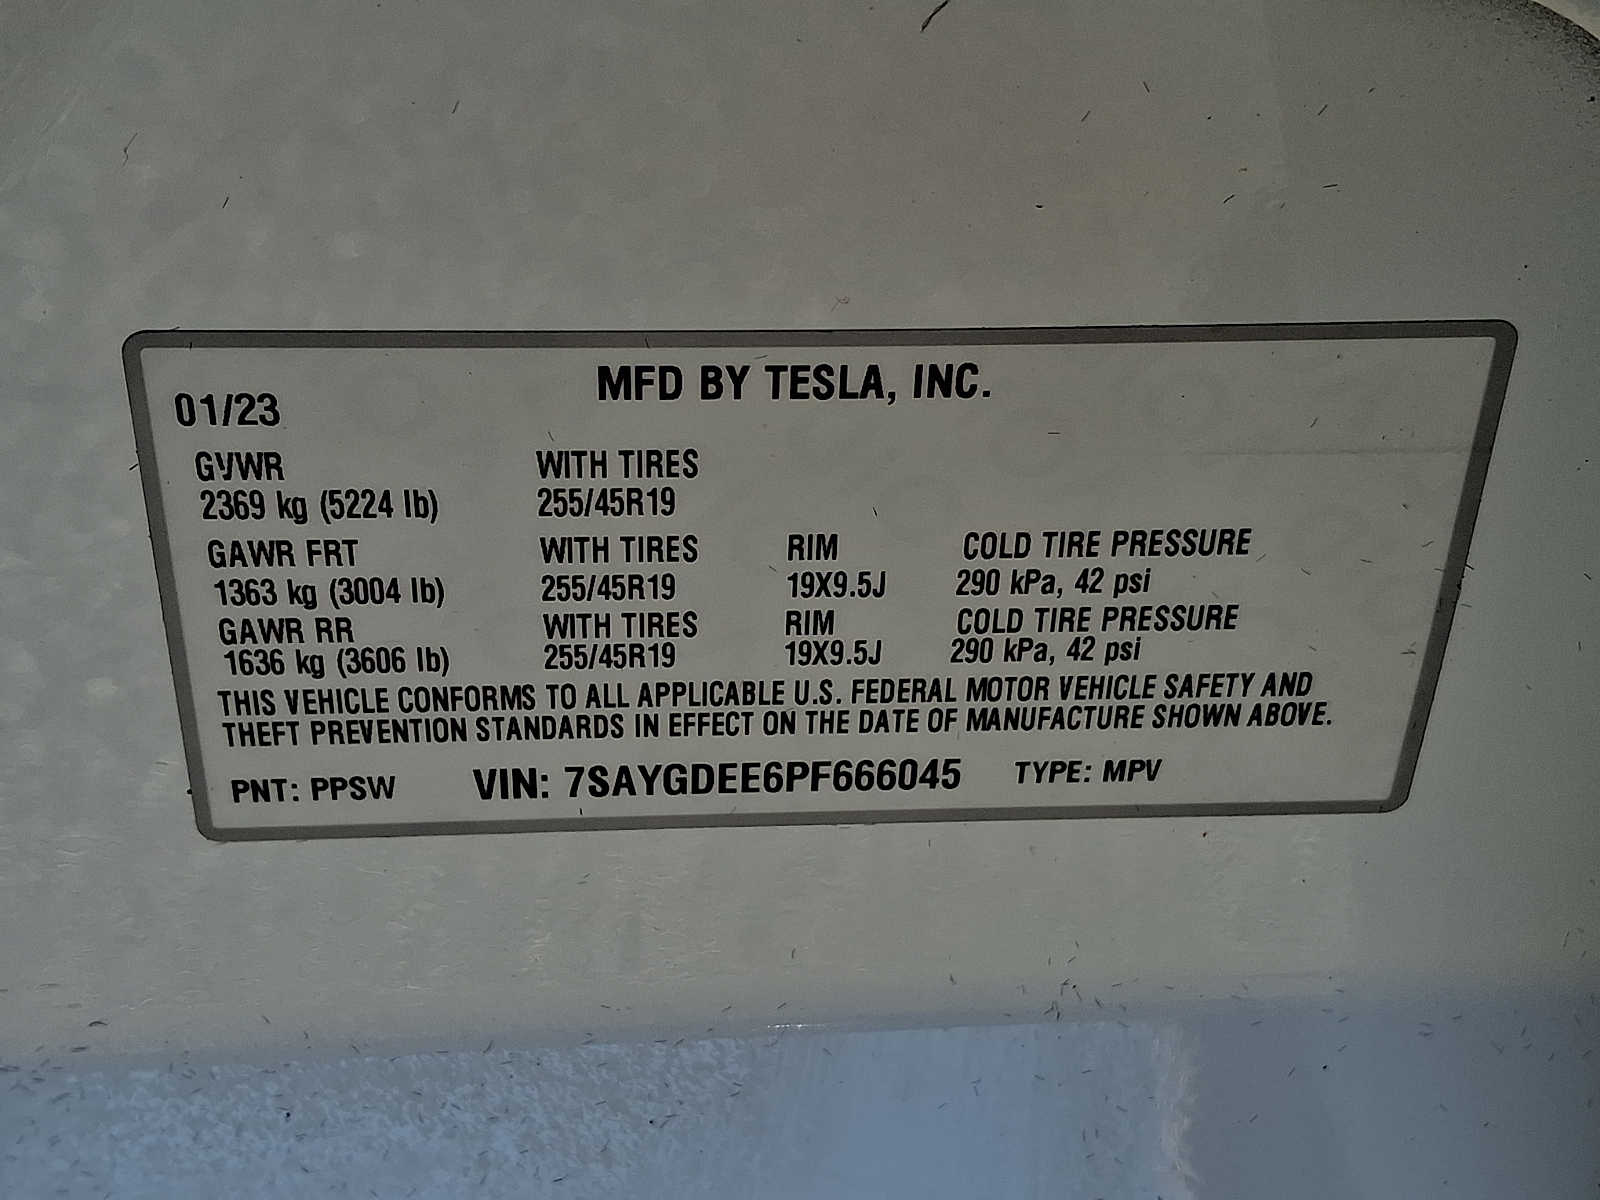 MFD BY TESLA, INC.
01/23
GVWR WITH TIRES
2369 kg (5224 lb) 255/45R19
GAWR FRT WITH TIRES RIM COLD TIRE PRESSURE
1363 kg (3004 lb) 255/45R19 19X9.5J 290 kPa, 42 psi
GAWR RR WITH TIRES RIM COLD TIRE PRESSURE
1636 kg (3606 lb) 255/45R19 19X9.5J 290 kPa, 42 psi
THIS VEHICLE CONFORMS TO ALL APPLICABLE U.S. FEDERAL MOTOR VEHICLE SAFETY AND
THEFT PREVENTION STANDARDS IN EFFECT ON THE DATE OF MANUFACTURE SHOWN ABOVE.
PNT: PPSW VIN: 7SAYGDEE6PF666045 TYPE: MPV